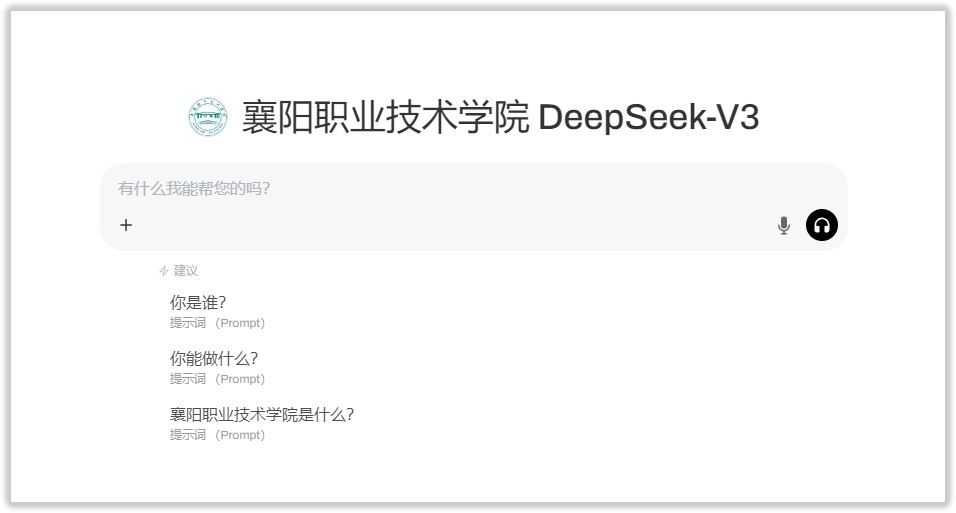 襄阳职业技术学院 DeepSeek-V3
有什么我能帮您的吗?
建议
你是谁?
提示词 （Prompt）
你能做什么?
提示词 （Prompt）
襄阳职业技术学院是什么?
提示词 （Prompt）